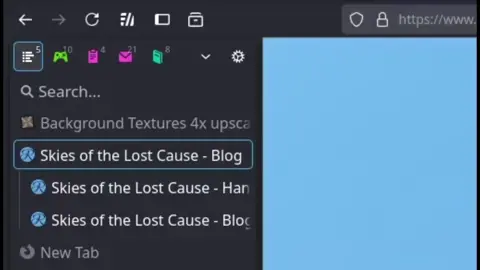 https://www.
5 10 4 21 8
Search...
Background Textures 4x upsca
Skies of the Lost Cause - Blog
Skies of the Lost Cause - Han
Skies of the Lost Cause - Blog
New Tab